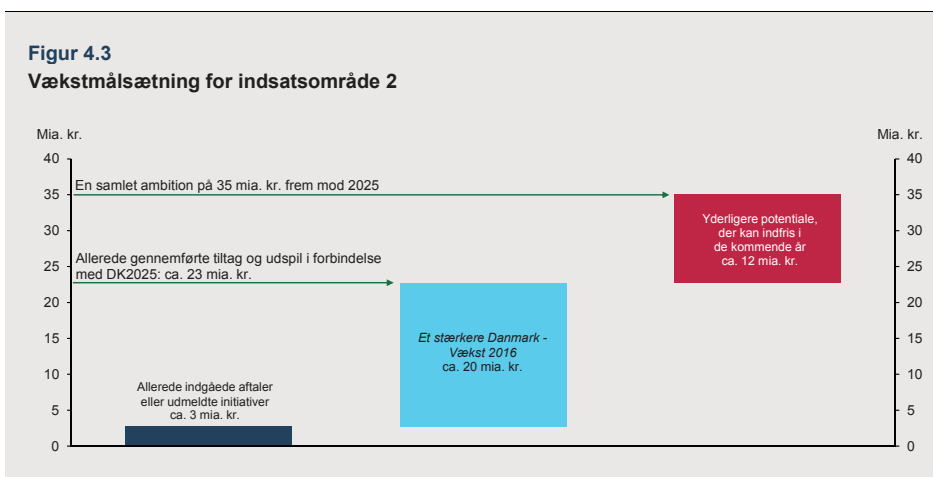 Figur 4.3
Vækstmålsætning for indsatsområde 2
Mia. kr.
Mia. kr.
40
35
30
25
20
15
10
5
0
En samlet ambition på 35 mia. kr. frem mod 2025
Allerede gennemførte tiltag og udspil i forbindelse
med DK2025: ca. 23 mia. kr.
Allerede indgåede aftaler
eller udmeldte initiativer
ca. 3 mia. kr.
Et stærkere Danmark -
Vækst 2016
ca. 20 mia. kr.
Yderligere potentiale,
der kan indfris i
de kommende år
ca. 12 mia. kr.
40
35
30
25
20
15
10
5
0